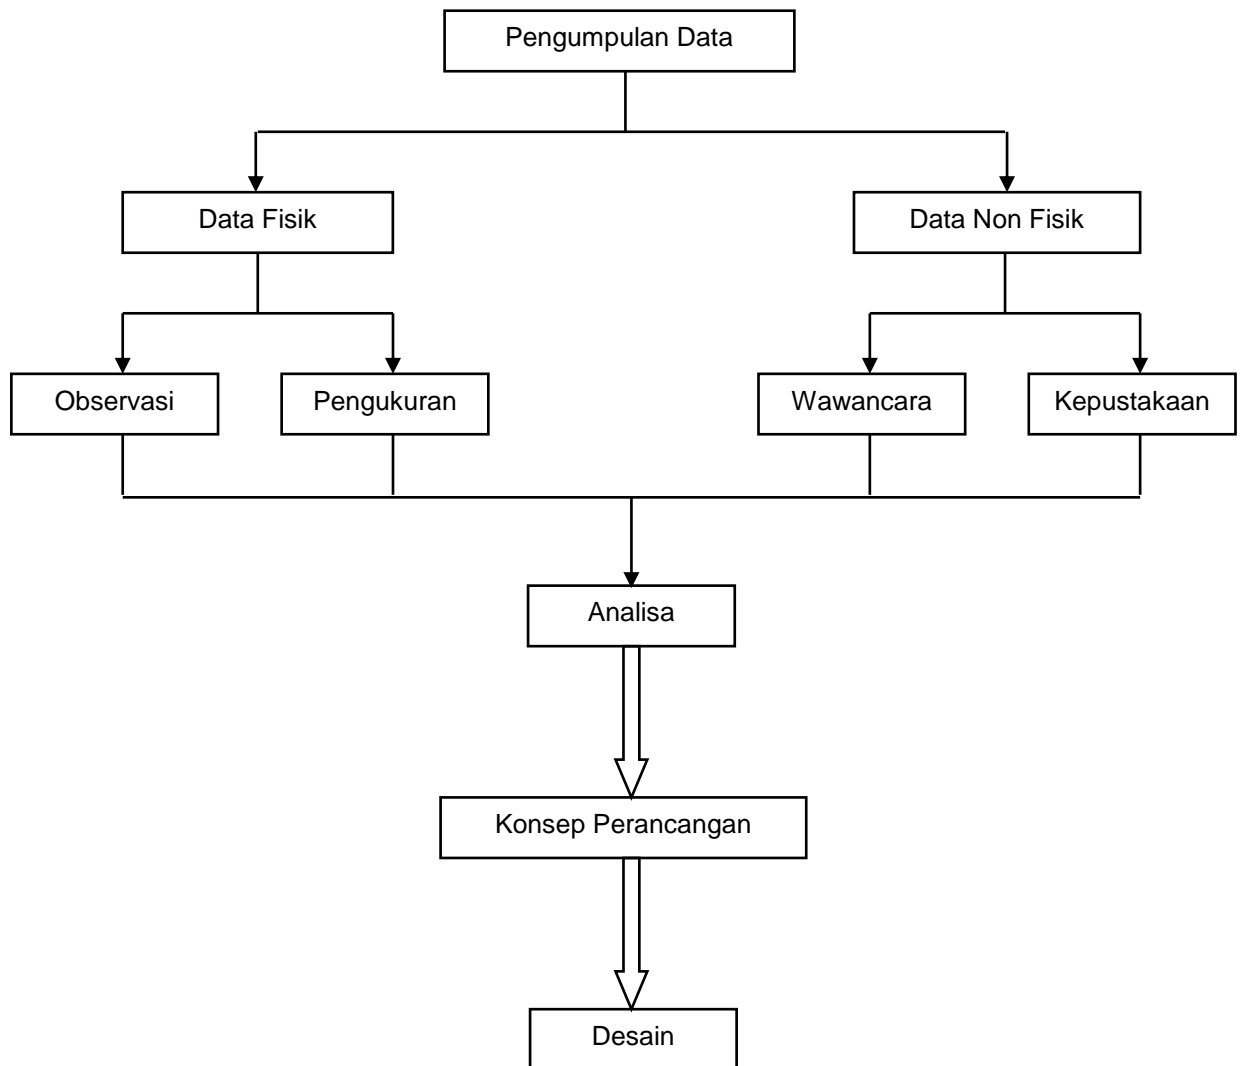 Pengumpulan Data
Data Fisik
Data Non Fisik
Observasi
Pengukuran
Wawancara
Kepustakaan
Analisa
Konsep Perancangan
Desain